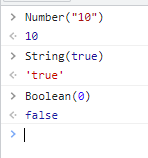 > Number("10")
< 10
> String(true)
< 'true'
> Boolean(0)
< false
>